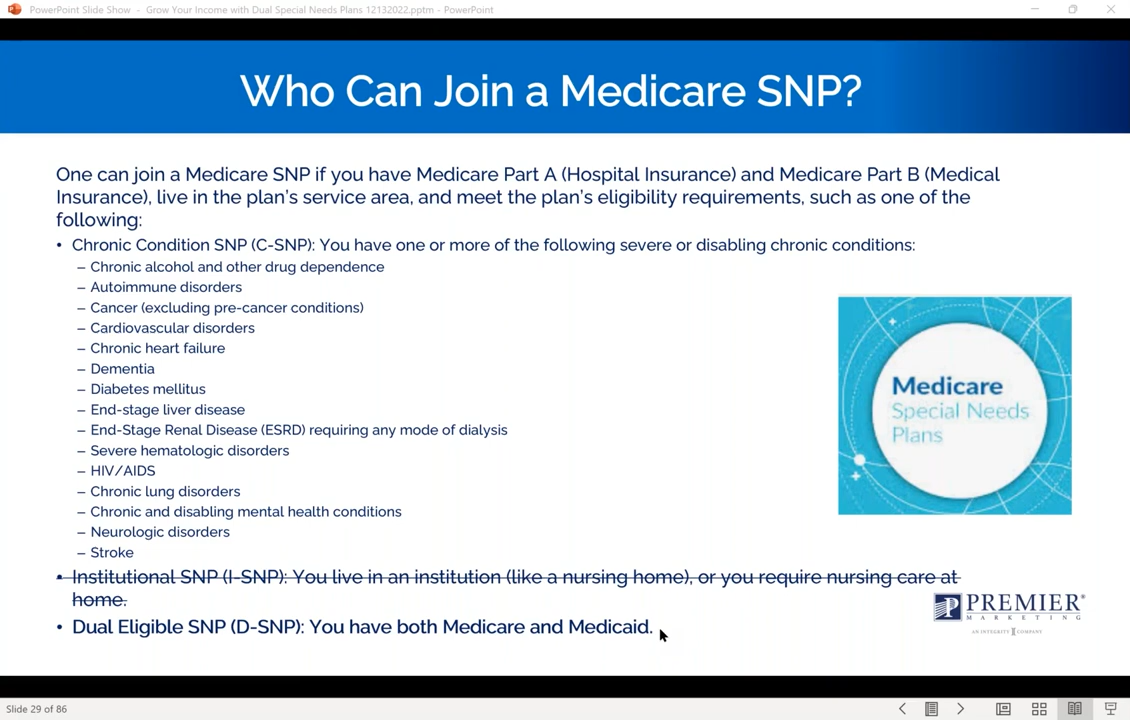 PowerPoint Slide Show - Grow Your Income with Dual Special Needs Plans 12132022.pptm - PowerPoint
Who Can Join a Medicare SNP?
One can join a Medicare SNP if you have Medicare Part A (Hospital Insurance) and Medicare Part B (Medical
Insurance), live in the plan's service area, and meet the plan's eligibility requirements, such as one of the
following:
• Chronic Condition SNP (C-SNP): You have one or more of the following severe or disabling chronic conditions:
– Chronic alcohol and other drug dependence
– Autoimmune disorders
– Cancer (excluding pre-cancer conditions)
– Cardiovascular disorders
– Chronic heart failure
– Dementia
– Diabetes mellitus
– End-stage liver disease
– End-Stage Renal Disease (ESRD) requiring any mode of dialysis
– Severe hematologic disorders
– HIV/AIDS
– Chronic lung disorders
– Chronic and disabling mental health conditions
– Neurologic disorders
– Stroke
• Institutional SNP (I-SNP): You live in an institution (like a nursing home), or you require nursing care at
home.
• Dual Eligible SNP (D-SNP): You have both Medicare and Medicaid.
Medicare
Special Needs
Plans
PREMIER®
MARKETING
AN INTEGRITY COMPANY
Slide 29 of 86